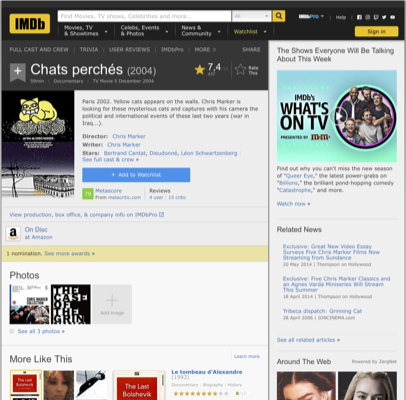 IMDb
Find Movies, TV shows, Celebrities and more...
All
IMDbPro
Help
Movies, TV
& Showtimes
Celebs, Events
& Photos
News &
Community
Watchlist
Sign in
FULL CAST AND CREW
TRIVIA
USER REVIEWS
IMDbPro
MORE
SHARE
Chats perchés (2004)
7,4
Rate
This
58min | Documentary | TV Movie 5 December 2004
Paris 2002. Yellow cats appears on the walls. Chris Marker is
looking for these mysterious cats and captures with his camera the
political and international events of these last two years (war in
Iraq...).
Director: Chris Marker
Writer: Chris Marker
Stars: Bertrand Cantat, Dieudonné, Léon Schwartzenberg |
See full cast & crew »
+ Add to Watchlist
Metascore
From metacritic.com
Reviews
4 user | 15 critic
View production, box office, & company info on IMDbPro
a
On Disc
at Amazon
1 nomination. See more awards »
Photos
CHRIS
MARKER
THE
CASE
Add Image
See all 3 photos »
More Like This
Learn more
The Last
Bolshevik
The Last
Bolshevik
Le tombeau d'Alexandre
(1993)
Documentary | Biography | History
The Shows Everyone Will Be Talking
About This Week
IMDb's
WHAT'S
ON TV
PRESENTED BY m&m's
Find out why you can't miss the new season
of "Queer Eye," the latest power-grabs on
"Billions," the brilliant pond-hopping comedy
"Catastrophe," and more.
Watch now »
Related News
Exclusive: Great New Video Essay
Surveys Five Chris Marker Films Now
Streaming from Sundance
20 May 2014 | Thompson on Hollywood
Exclusive: Five Chris Marker Classics and
an Agnes Varda Miniseries Will Stream
This Summer
18 April 2014 | Thompson on Hollywood
Tribeca dispatch: Grinning Cat
28 April 2006 | IONCINEMA.com
See all related articles »
Around The Web
Powered by ZergNet